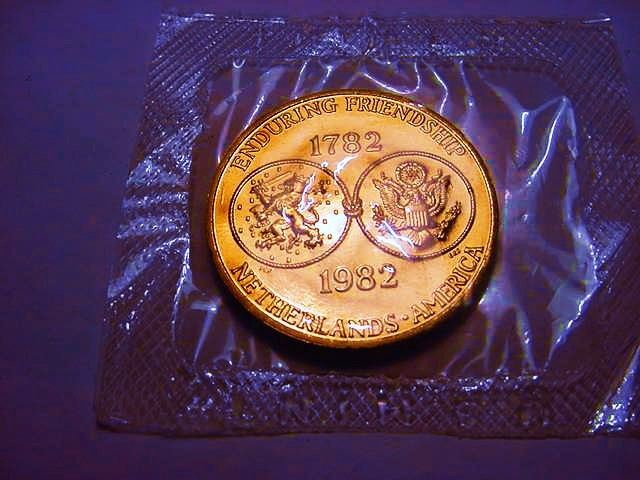 ENDURING FRIENDSHIP
1782
1982
NETHERLANDS · AMERICA